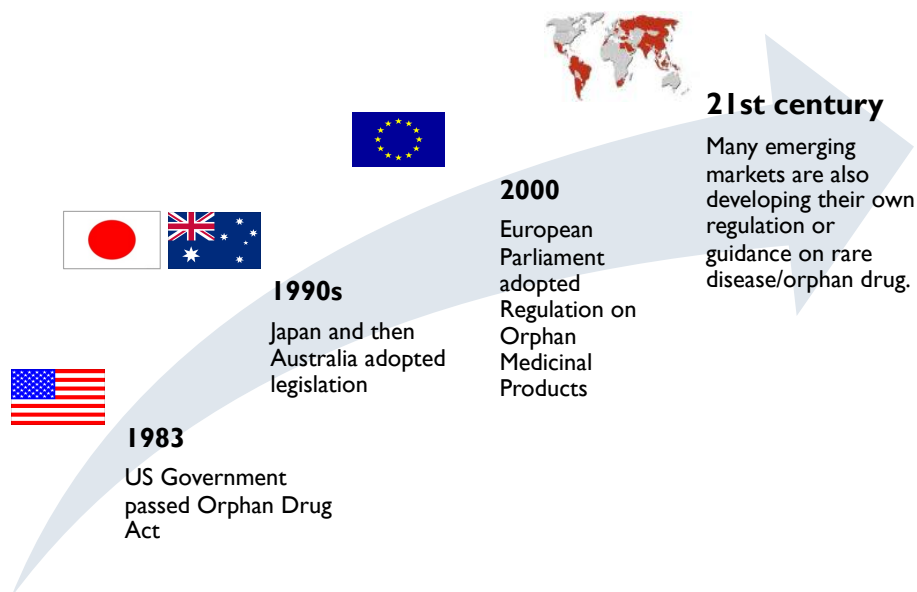 1983
US Government
passed Orphan Drug
Act
1990s
Japan and then
Australia adopted
legislation
2000
European
Parliament
adopted
Regulation on
Orphan
Medicinal
Products
21st century
Many emerging
markets are also
developing their own
regulation or
guidance on rare
disease/orphan drug.